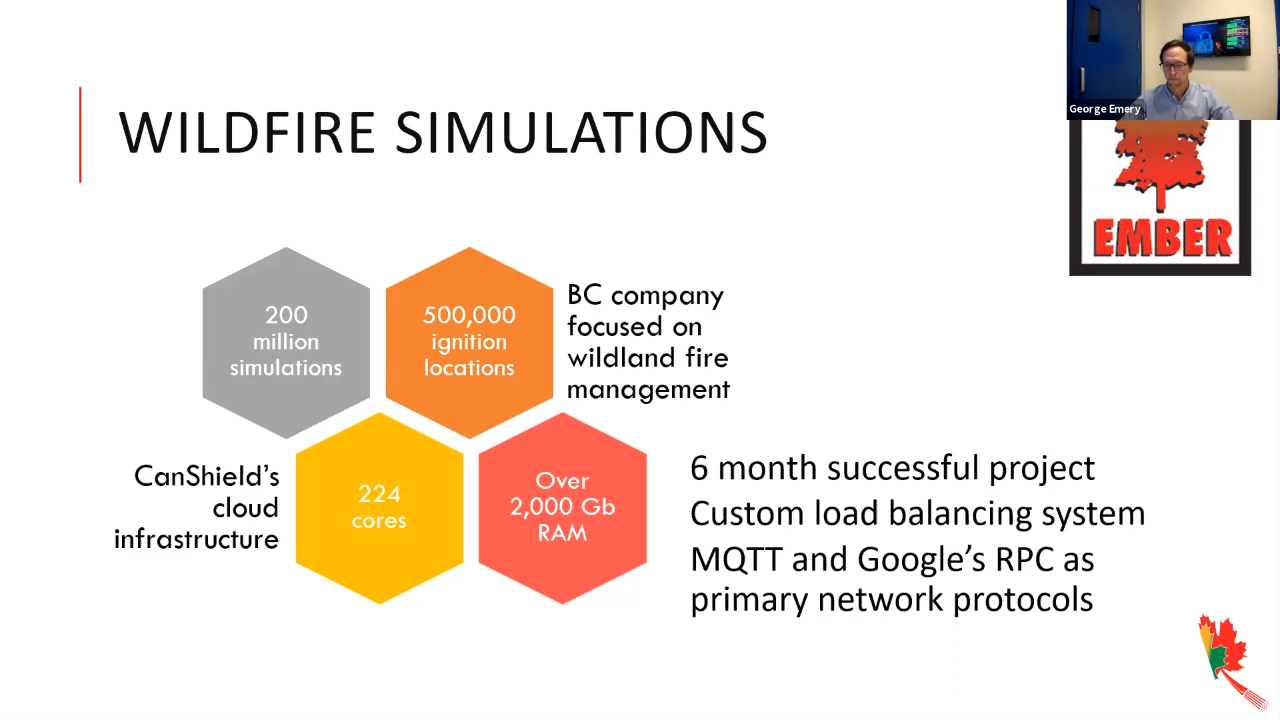 WILDFIRE SIMULATIONS
George Emery
EMBER
200
million
simulations
500,000
ignition
locations
BC company
focused on
wildland fire
management
CanShield’s
cloud
infrastructure
224
cores
Over
2,000 Gb
RAM
6 month successful project
Custom load balancing system
MQTT and Google’s RPC as
primary network protocols